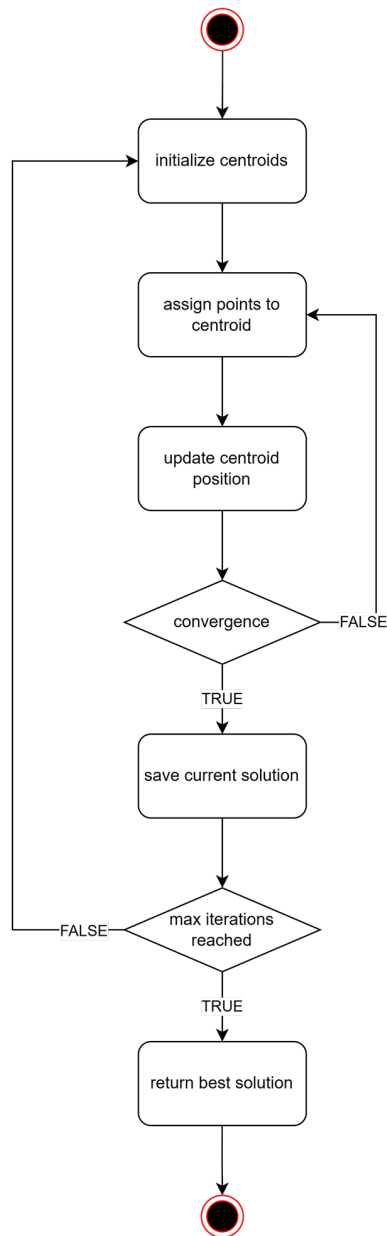 initialize centroids
assign points to
centroid
update centroid
position
convergence
FALSE
TRUE
save current solution
max iterations
reached
FALSE
TRUE
return best solution